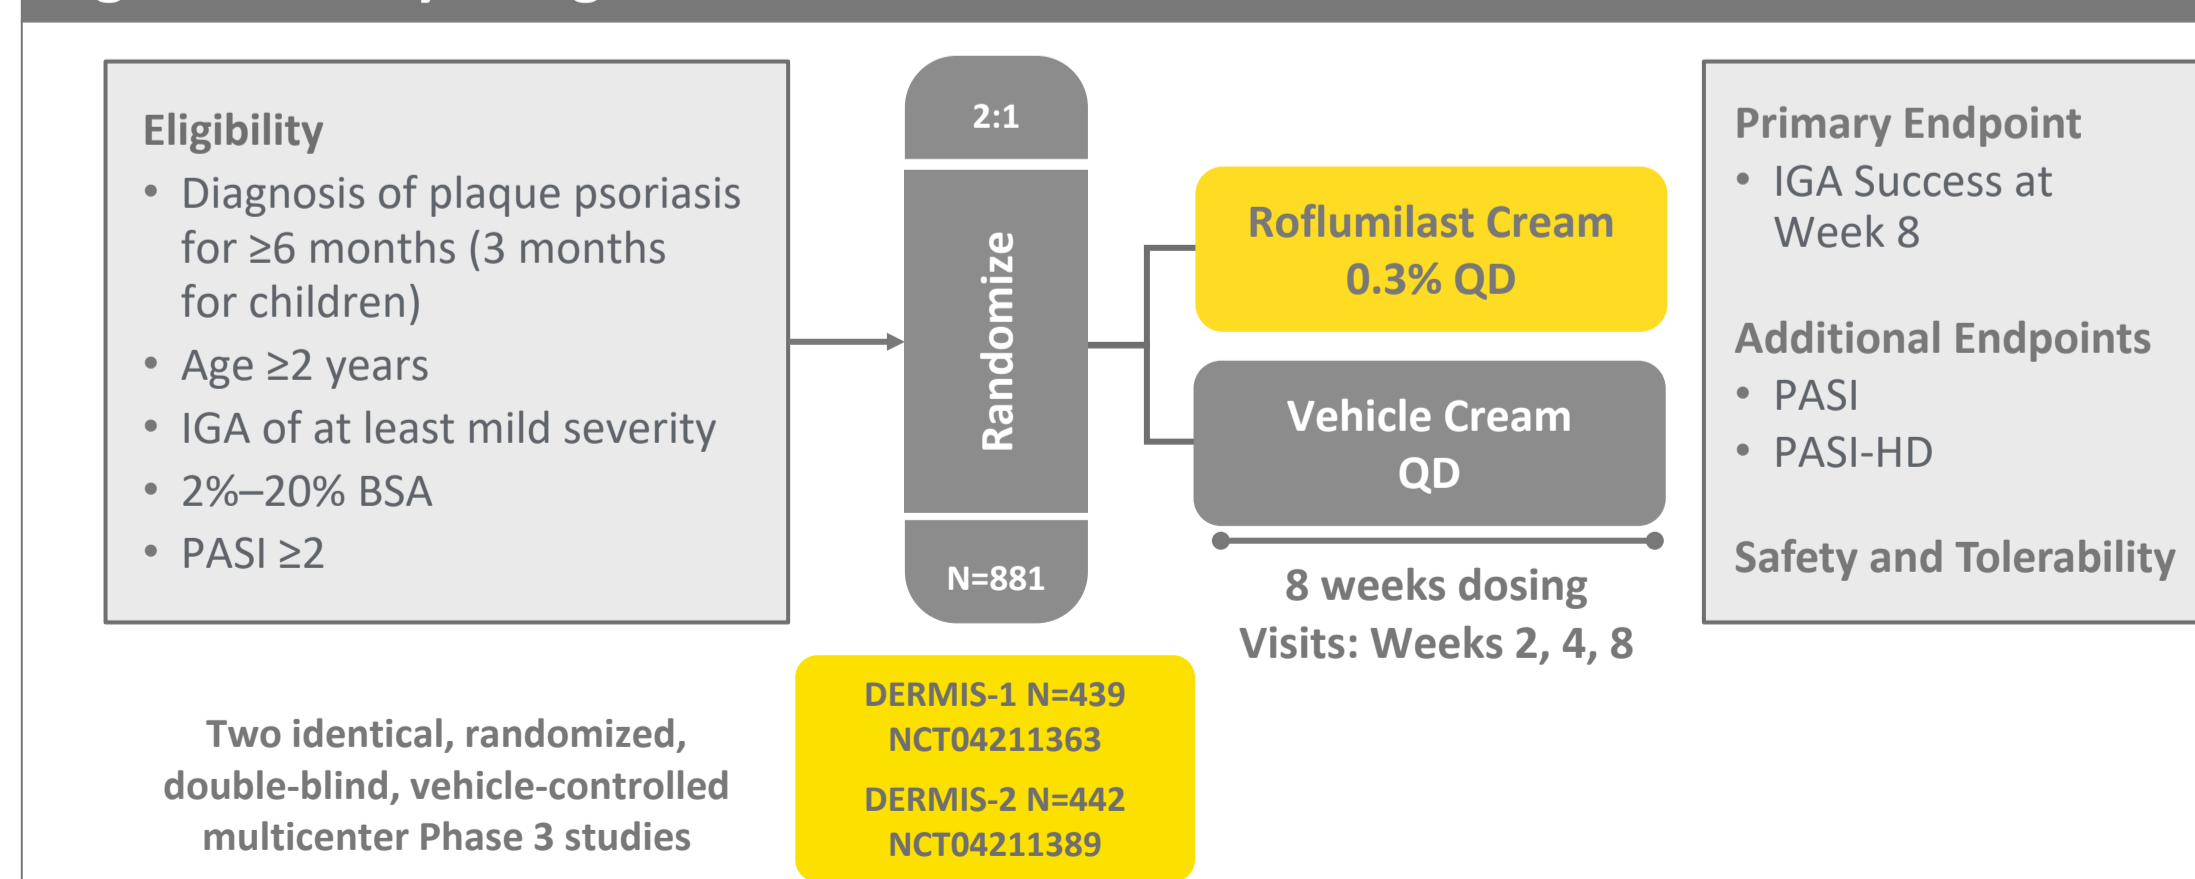 Eligibility
• Diagnosis of plaque psoriasis
for ≥6 months (3 months
for children)
• Age ≥2 years
• IGA of at least mild severity
• 2%–20% BSA
• PASI ≥2
2:1
Randomize
N=881
Roflumilast Cream
0.3% QD
Vehicle Cream
QD
8 weeks dosing
Visits: Weeks 2, 4, 8
Primary Endpoint
• IGA Success at
Week 8
Additional Endpoints
• PASI
• PASI-HD
Safety and Tolerability
Two identical, randomized,
double-blind, vehicle-controlled
multicenter Phase 3 studies
DERMIS-1 N=439
NCT04211363
DERMIS-2 N=442
NCT04211389